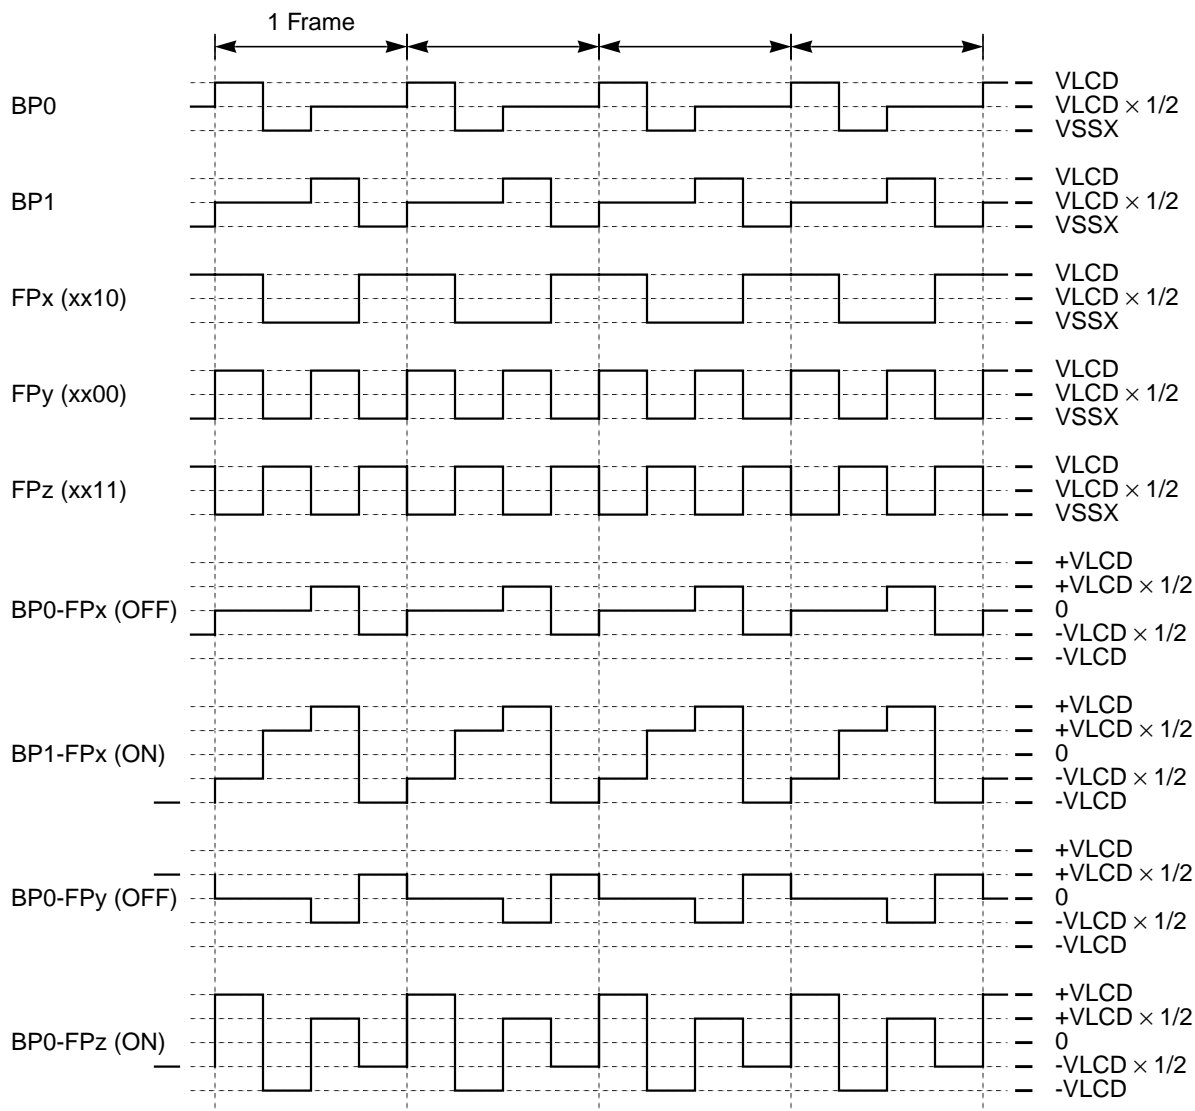 1 Frame
BP0
VLCD
VLCD × 1/2
VSSX
BP1
VLCD
VLCD × 1/2
VSSX
FPx (xx10)
VLCD
VLCD × 1/2
VSSX
FPy (xx00)
VLCD
VLCD × 1/2
VSSX
FPz (xx11)
VLCD
VLCD × 1/2
VSSX
BP0-FPx (OFF)
+VLCD
+VLCD × 1/2
0
-VLCD × 1/2
-VLCD
BP1-FPx (ON)
+VLCD
+VLCD × 1/2
0
-VLCD × 1/2
-VLCD
BP0-FPy (OFF)
+VLCD
+VLCD × 1/2
0
-VLCD × 1/2
-VLCD
BP0-FPz (ON)
+VLCD
+VLCD × 1/2
0
-VLCD × 1/2
-VLCD